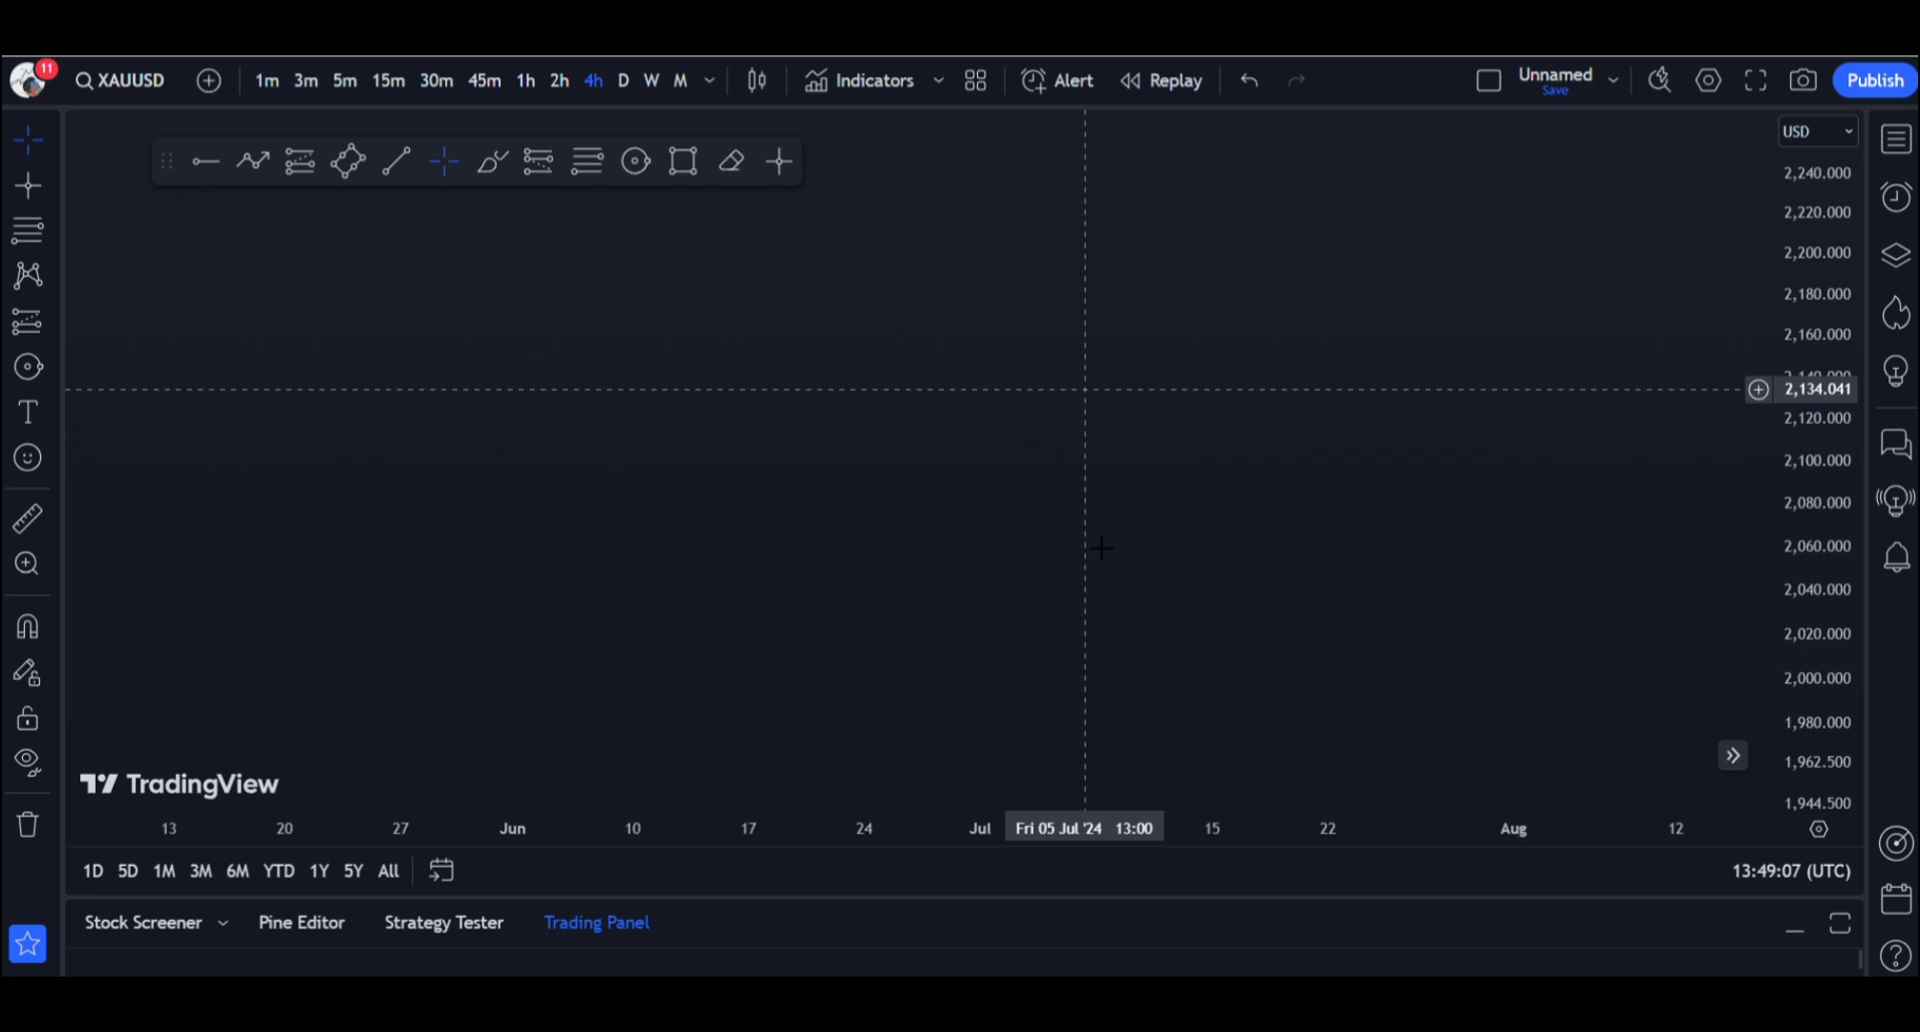 11
XAUUSD 1m 3m 5m 15m 30m 45m 1h 2h 4h D W M Indicators Alert Replay Unnamed Publish
Save
USD
2,240.000
2,220.000
2,200.000
2,180.000
2,160.000
2,134.041
2,120.000
2,100.000
2,080.000
2,060.000
2,040.000
2,020.000
2,000.000
1,980.000
1,962.500
1,944.500
TradingView
13 20 27 Jun 10 17 24 Jul Fri 05 Jul '24 13:00 15 22 Aug 12
1D 5D 1M 3M 6M YTD 1Y 5Y All 13:49:07 (UTC)
Stock Screener Pine Editor Strategy Tester Trading Panel